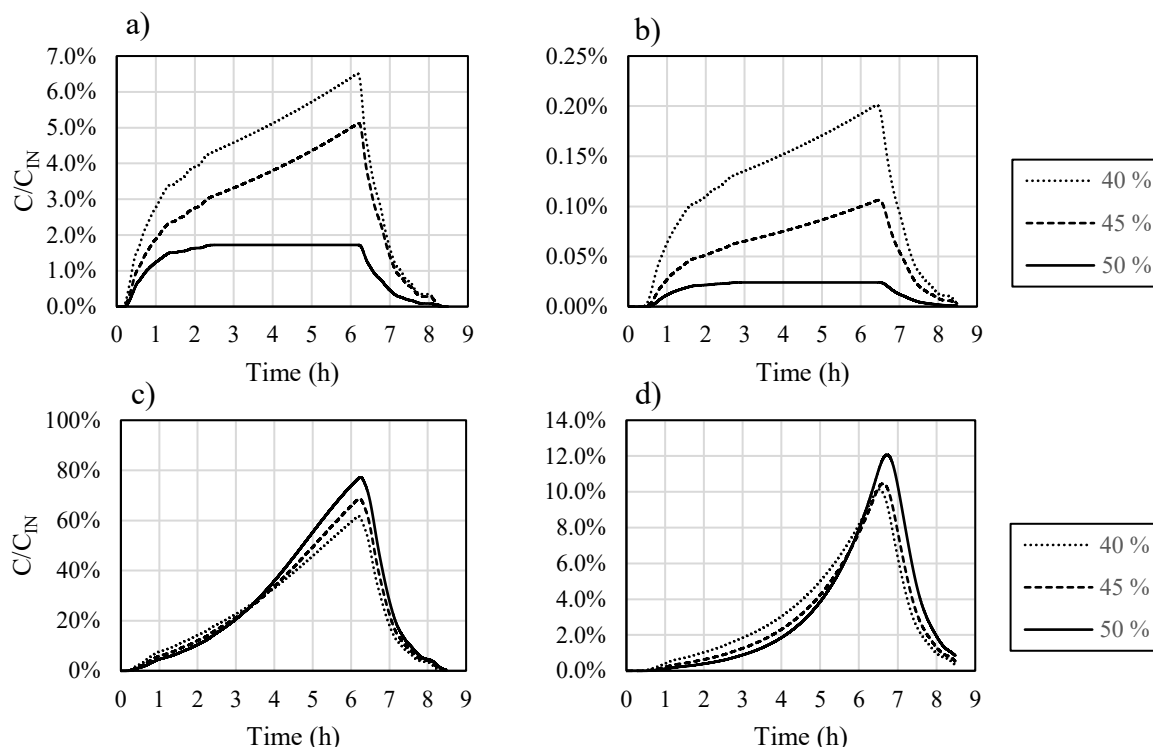 a)
7.0%
6.0%
5.0%
4.0%
3.0%
2.0%
1.0%
0.0%
C/C_IN
0 1 2 3 4 5 6 7 8 9
Time (h)
b)
0.25%
0.20%
0.15%
0.10%
0.05%
0.00%
0 1 2 3 4 5 6 7 8 9
Time (h)
40 %
45 %
50 %
c)
100%
80%
60%
40%
20%
0%
C/C_IN
0 1 2 3 4 5 6 7 8 9
Time (h)
d)
14.0%
12.0%
10.0%
8.0%
6.0%
4.0%
2.0%
0.0%
0 1 2 3 4 5 6 7 8 9
Time (h)
40 %
45 %
50 %